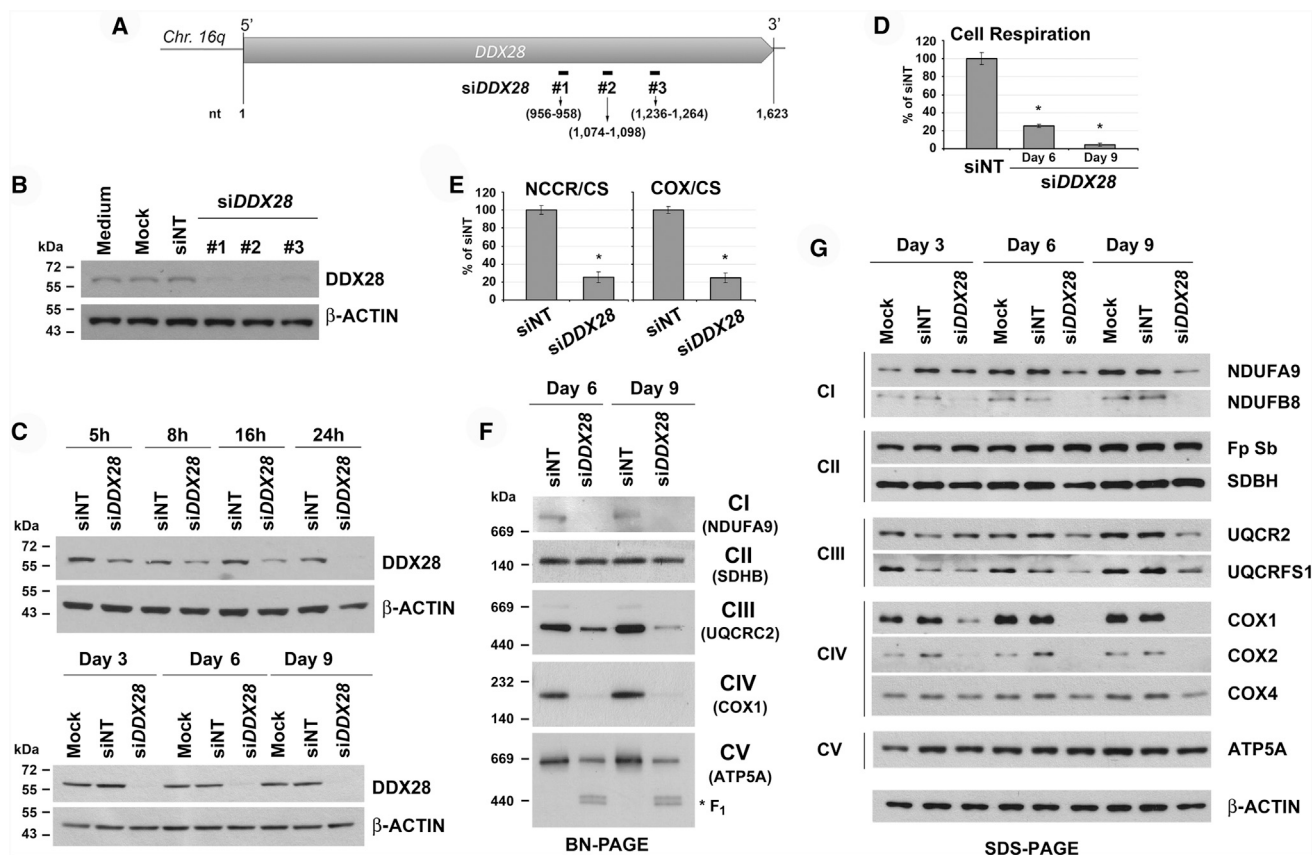 A
Chr. 16q
5’
3’
DDX28
siDDX28 #1 #2 #3
(956-958)
(1,236-1,264)
(1,074-1,098)
nt 1
1,623
B
siDDX28
Medium
Mock
siNT
#1 #2 #3
kDa
72
55
DDX28
55
43
β-ACTIN
C
5h 8h 16h 24h
siNT siDDX28 siNT siDDX28 siNT siDDX28 siNT siDDX28
kDa
72
55
DDX28
55
43
β-ACTIN
Day 3 Day 6 Day 9
Mock siNT siDDX28 Mock siNT siDDX28 Mock siNT siDDX28
kDa
72
55
DDX28
55
43
β-ACTIN
D
Cell Respiration
% of siNT
100
80
60
40
20
0
*
*
Day 6 Day 9
siNT
siDDX28
E
NCCR/CS COX/CS
% of siNT
120
100
80
60
40
20
0
* *
siNT siDDX28 siNT siDDX28
F
Day 6 Day 9
siNT siDDX28 siNT siDDX28
kDa
669
CI
(NDUFA9)
140
CII
(SDHB)
669
440
CIII
(UQCRC2)
232
140
CIV
(COX1)
669
440
CV
(ATP5A)
* F1
BN-PAGE
G
Day 3 Day 6 Day 9
Mock siNT siDDX28 Mock siNT siDDX28 Mock siNT siDDX28
CI
NDUFA9
NDUFB8
CII
Fp Sb
SDBH
CIII
UQCR2
UQCRFS1
CIV
COX1
COX2
COX4
CV
ATP5A
β-ACTIN
SDS-PAGE